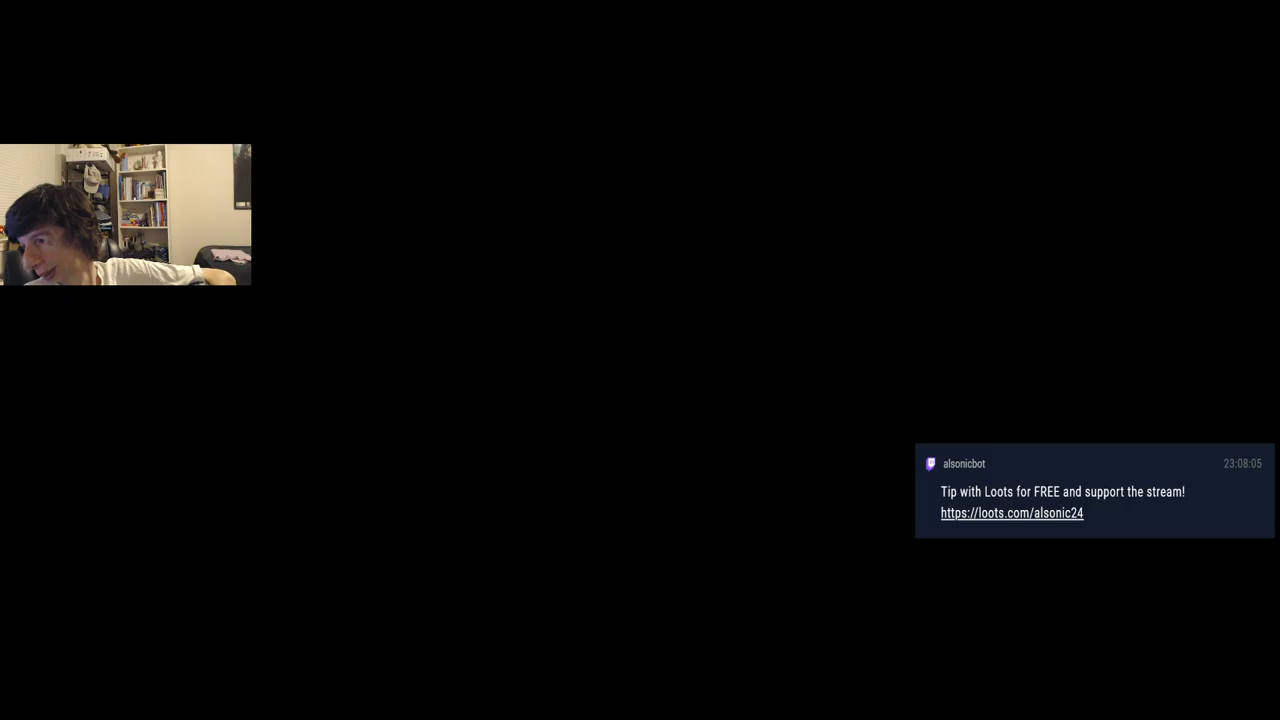 alsonicbot
23:08:05
Tip with Loots for FREE and support the stream!
https://loots.com/alsonic24